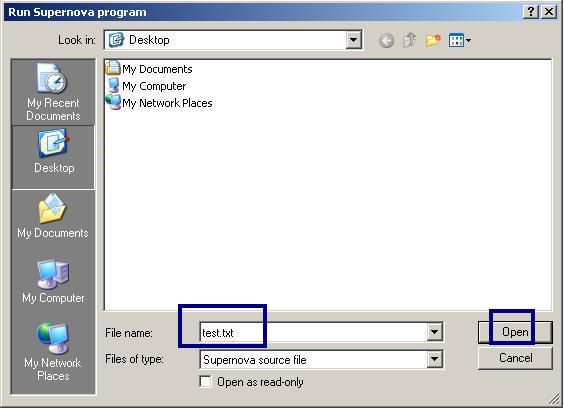 Run Supernova program
Look in:
Desktop
My Recent
Documents
Desktop
My Documents
My Computer
My Network
Places
My Documents
My Computer
My Network Places
File name:
test.txt
Open
Files of type:
Supernova source file
Cancel
Open as read-only